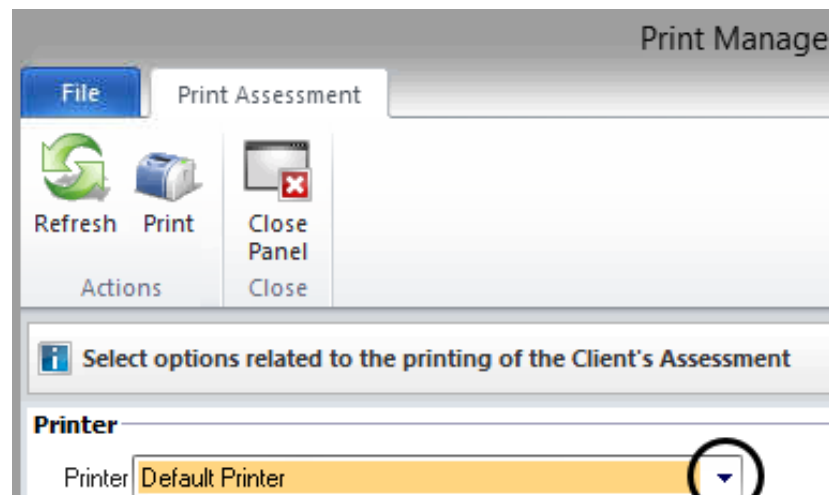 Print Manage
File
Print Assessment
Refresh
Print
Close
Panel
Actions
Close
Select options related to the printing of the Client's Assessment
Printer
Printer Default Printer